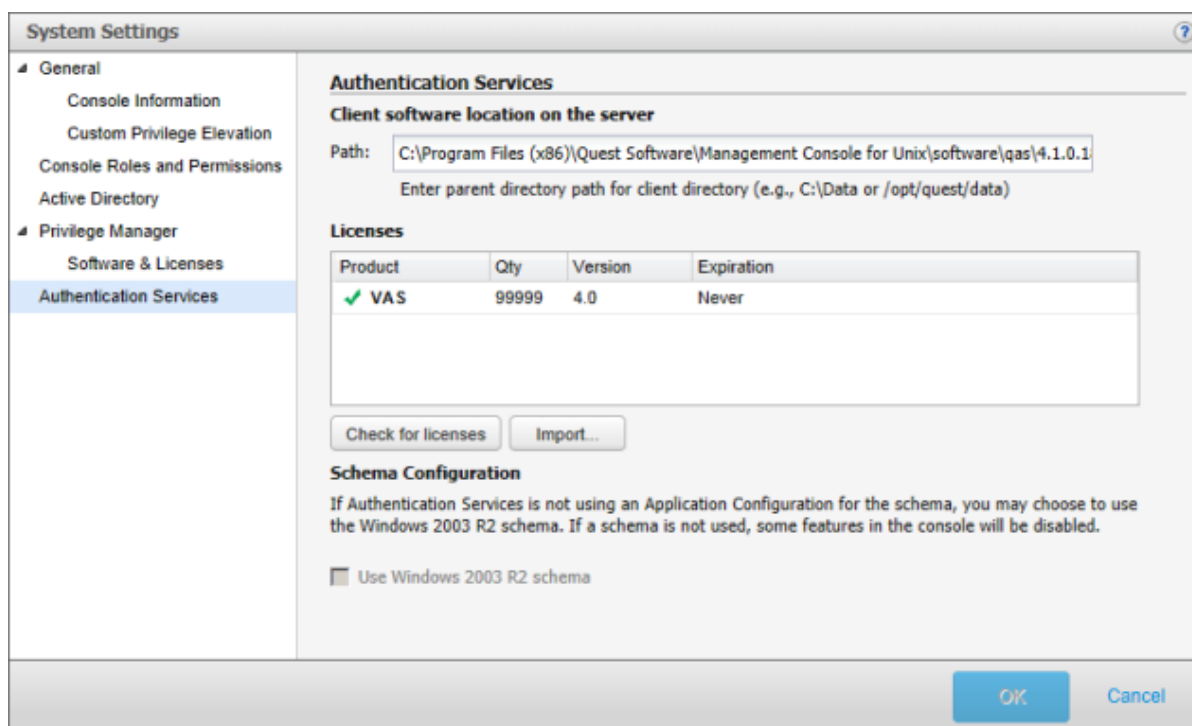 System Settings
?
General
Console Information
Custom Privilege Elevation
Console Roles and Permissions
Active Directory
Privilege Manager
Software & Licenses
Authentication Services
Authentication Services
Client software location on the server
Path: C:\Program Files (x86)\Quest Software\Management Console for Unix\software\qas\4.1.0.1
Enter parent directory path for client directory (e.g., C:\Data or /opt/quest/data)
Licenses
Product Qty Version Expiration
VAS 99999 4.0 Never
Check for licenses Import...
Schema Configuration
If Authentication Services is not using an Application Configuration for the schema, you may choose to use
the Windows 2003 R2 schema. If a schema is not used, some features in the console will be disabled.
Use Windows 2003 R2 schema
OK Cancel